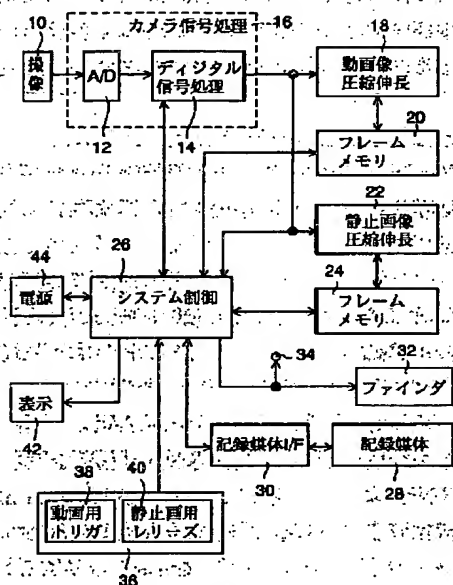 10
カメラ信号処理
16
18
撮像
A/D
ディジタル
信号処理
動画像
圧縮伸長
12
14
20
フレーム
メモリ
22
静止画像
圧縮伸長
44
26
24
電源
システム制御
フレーム
メモリ
34
32
ファインダ
表示
42
記録媒体I/F
記録媒体
38
40
30
28
動画用
トリガ
静止画用
レリーズ
36